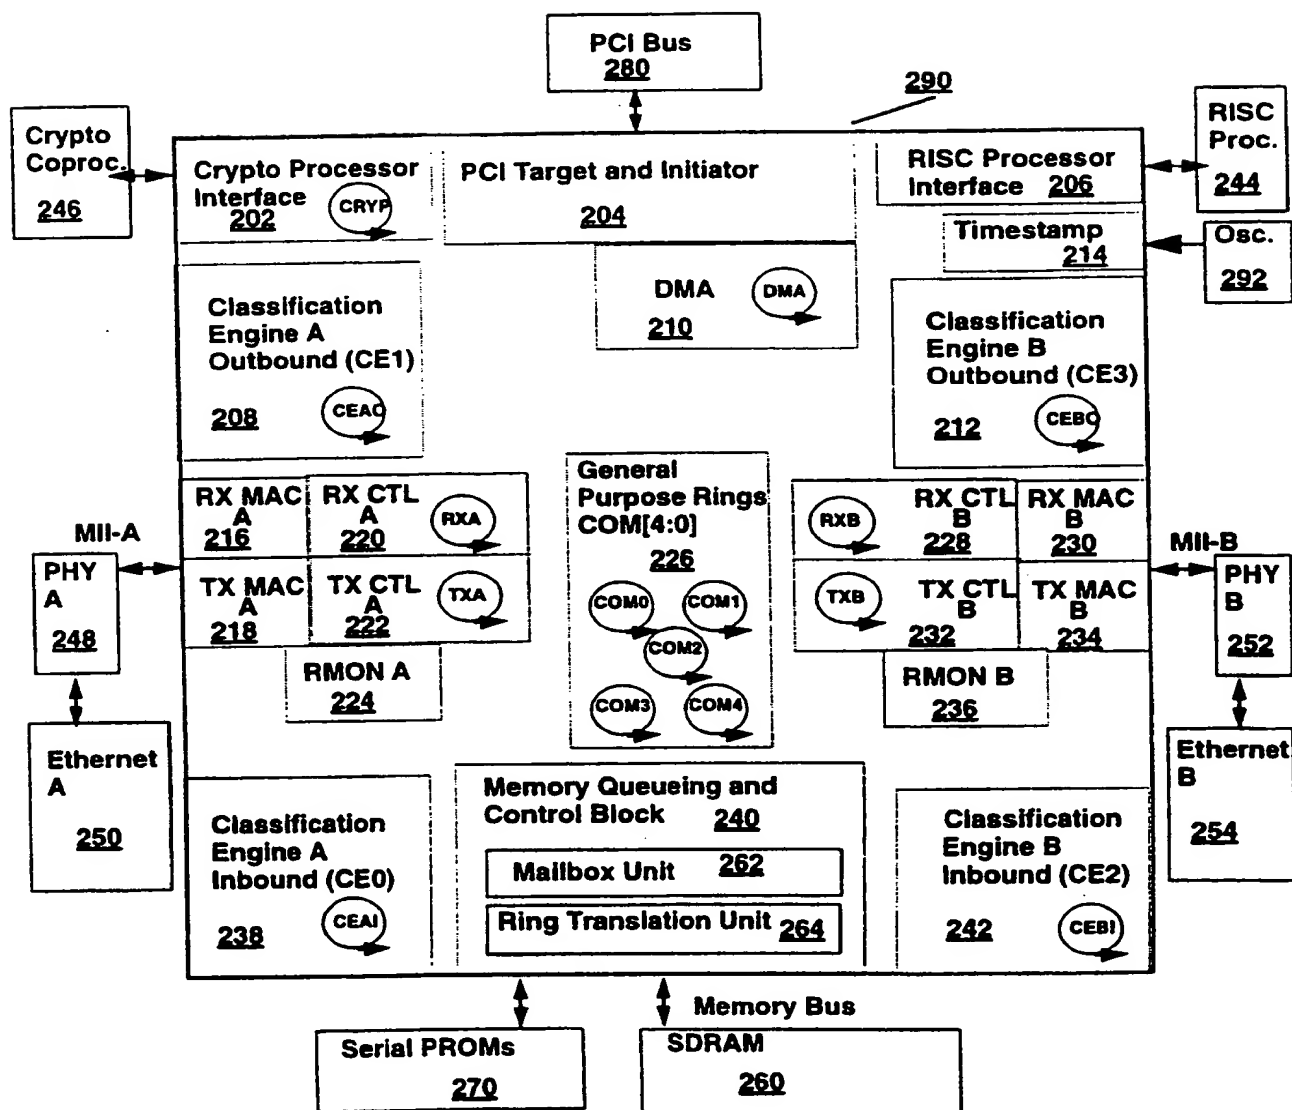 PCI Bus
280
290
Crypto
Coproc.
246
RISC
Proc.
244
Crypto Processor
Interface
202
CRYP
PCI Target and Initiator
204
RISC Processor
Interface 206
Timestamp
214
Osc.
292
DMA
210
DMA
Classification
Engine A
Outbound (CE1)
208
CEAO
Classification
Engine B
Outbound (CE3)
212
CEBO
General
Purpose Rings
COM[4:0]
226
COM0
COM1
COM2
COM3
COM4
RX MAC
A
216
RX CTL
A
220
RXA
TX MAC
A
218
TX CTL
A
222
TXA
RMON A
224
RXB
RX CTL
B
228
RX MAC
B
230
TXB
TX CTL
B
232
TX MAC
B
234
RMON B
236
MII-A
PHY
A
248
Ethernet
A
250
MII-B
PHY
B
252
Ethernet
B
254
Classification
Engine A
Inbound (CE0)
238
CEAI
Memory Queueing and
Control Block 240
Mailbox Unit 262
Ring Translation Unit 264
Classification
Engine B
Inbound (CE2)
242
CEBI
Memory Bus
Serial PROMs
270
SDRAM
260